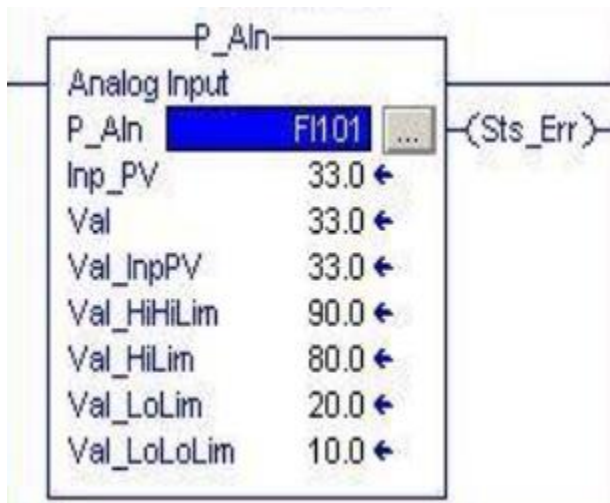 P_AIn
Analog Input
P_AIn FI101 ... (Sts_Err)
Inp_PV 33.0
Val 33.0
Val_InpPV 33.0
Val_HiHiLim 90.0
Val_HiLim 80.0
Val_LoLim 20.0
Val_LoLoLim 10.0